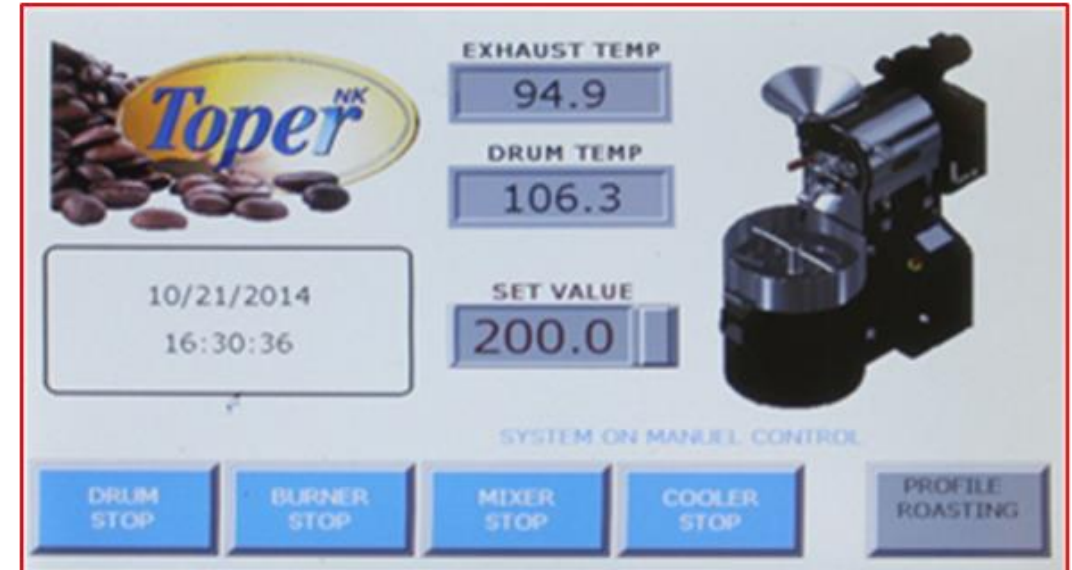 Toper NK
EXHAUST TEMP
94.9
DRUM TEMP
106.3
10/21/2014
16:30:36
SET VALUE
200.0
SYSTEM ON MANUEL CONTROL
DRUM
STOP
BURNER
STOP
MIXER
STOP
COOLER
STOP
PROFILE
ROASTING